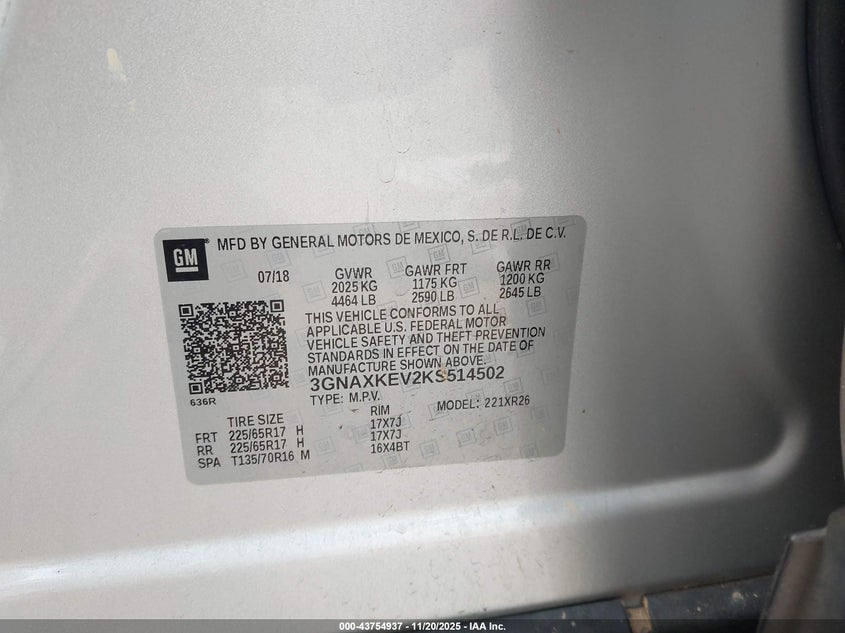 GM ® MFD BY GENERAL MOTORS DE MEXICO, S. DE R.L. DE C.V.
07/18 GVWR GAWR FRT GAWR RR
2025 KG 1175 KG 1200 KG
4464 LB 2590 LB 2645 LB
THIS VEHICLE CONFORMS TO ALL
APPLICABLE U.S. FEDERAL MOTOR
VEHICLE SAFETY AND THEFT PREVENTION
STANDARDS IN EFFECT ON THE DATE OF
MANUFACTURE SHOWN ABOVE.
3GNAXKEV2KS514502
636R
TYPE: M.P.V. MODEL: 221XR26
TIRE SIZE RIM
FRT 225/65R17 H 17X7J
RR 225/65R17 H 17X7J
SPA T135/70R16 M 16X4BT
000-43754937 - 11/20/2025 - IAA Inc.